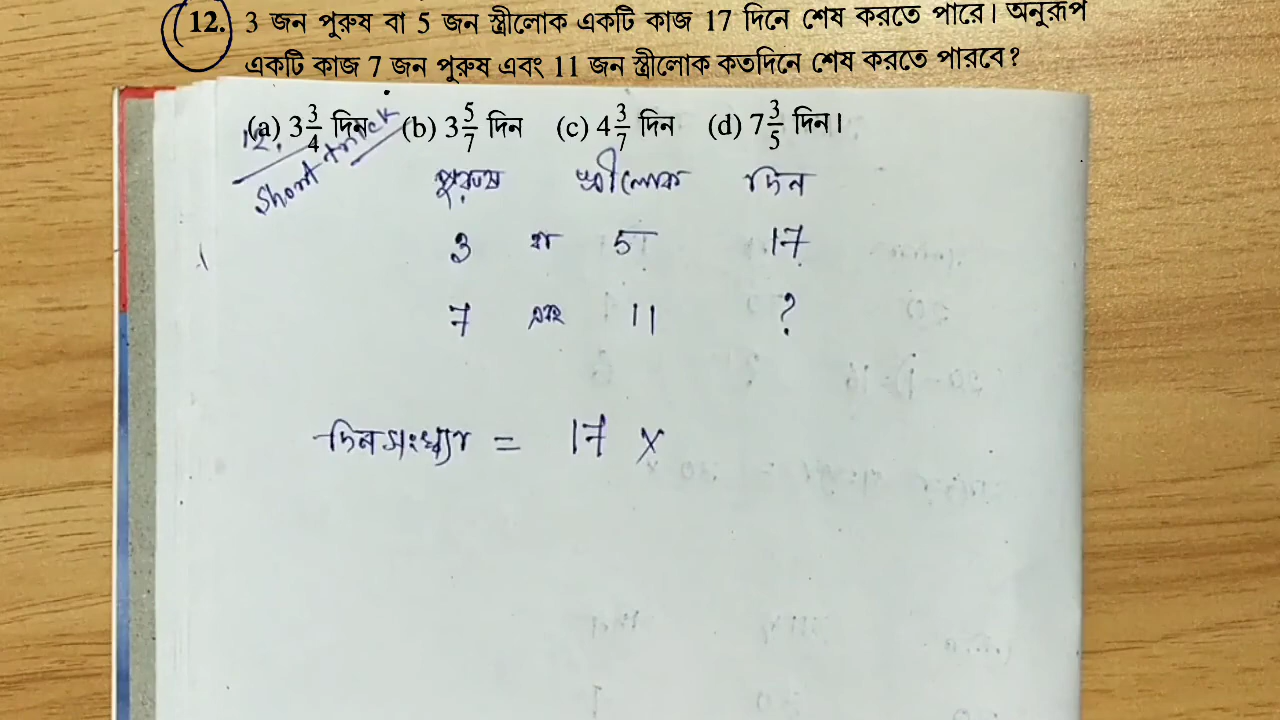 12. 3 জন পুরুষ বা 5 জন স্ত্রীলোক একটি কাজ 17 দিনে শেষ করতে পারে। অনুরূপ
একটি কাজ 7 জন পুরুষ এবং 11 জন স্ত্রীলোক কতদিনে শেষ করতে পারবে?
(a) 3 3/4 দিন (b) 3 5/7 দিন (c) 4 3/7 দিন (d) 7 3/5 দিন।
12. Short trick
পুরুষ স্ত্রীলোক দিন
3 বা 5 17
7 এবং 11 ?
দিনসংখ্যা = 17 ×